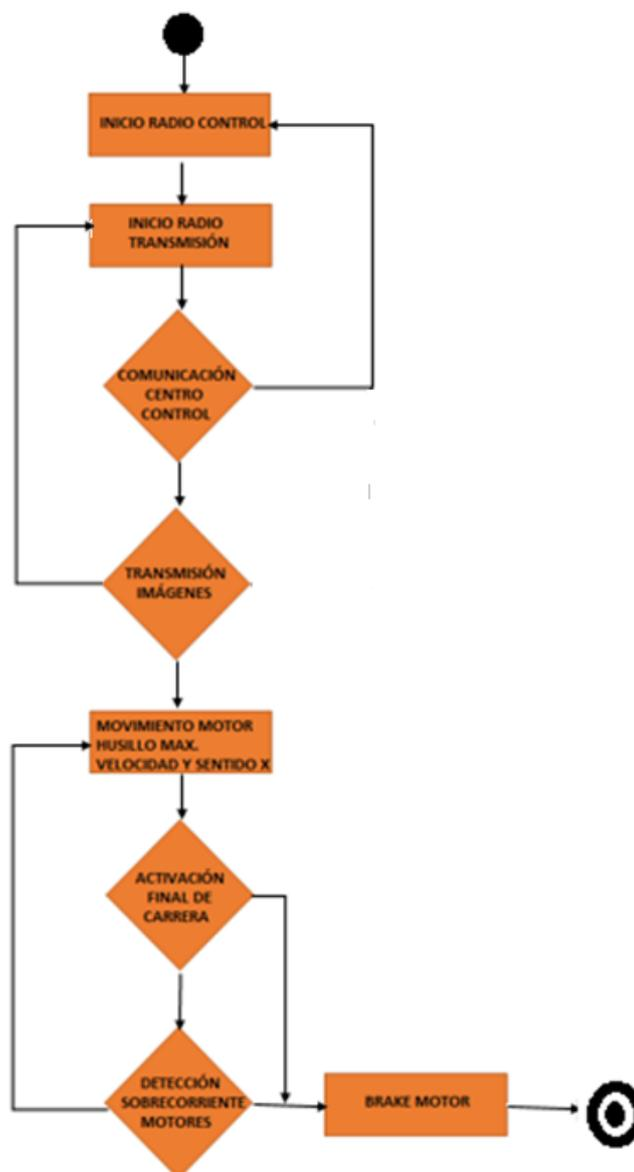 INICIO RADIO CONTROL
INICIO RADIO
TRANSMISIÓN
COMUNICACIÓN
CENTRO
CONTROL
TRANSMISIÓN
IMÁGENES
MOVIMIENTO MOTOR
HUSILLO MAX.
VELOCIDAD Y SENTIDO X
ACTIVACIÓN
FINAL DE
CARRERA
DETECCIÓN
SOBRECORRIENTE
MOTORES
BRAKE MOTOR